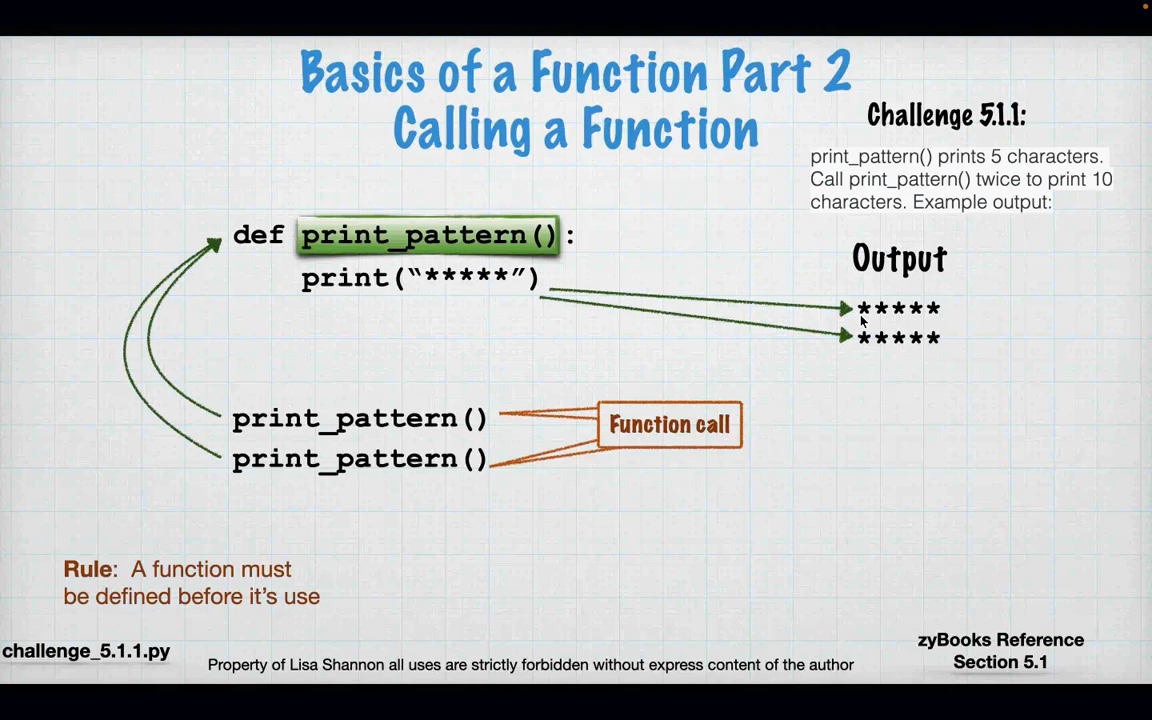 Basics of a Function Part 2
Calling a Function
Challenge 5.1.1:
print_pattern() prints 5 characters.
Call print_pattern() twice to print 10
characters. Example output:
def print_pattern():
print(“*****”)
Output
*****
*****
print_pattern()
print_pattern()
Function call
Rule: A function must
be defined before it’s use
challenge_5.1.1.py
Property of Lisa Shannon all uses are strictly forbidden without express content of the author
zyBooks Reference
Section 5.1